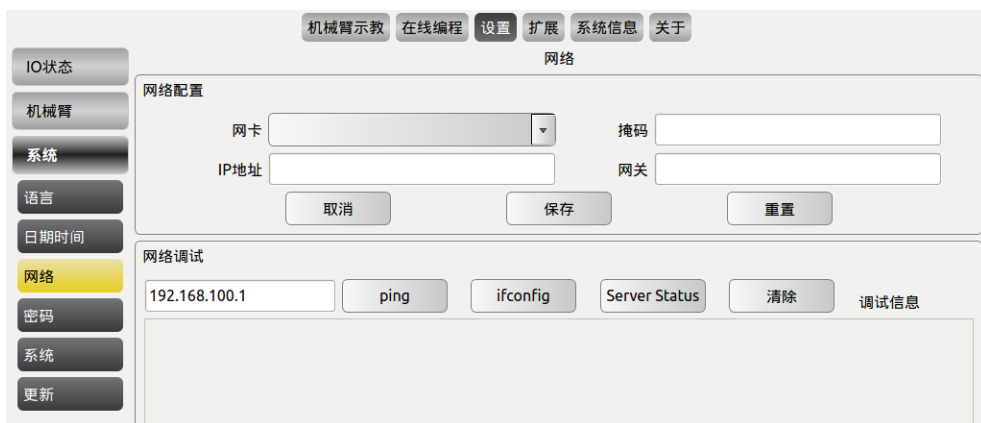 机械臂示教 在线编程 设置 扩展 系统信息 关于
网络
IO状态
机械臂
系统
语言
日期时间
网络
密码
系统
更新
网络配置
网卡 掩码
IP地址 网关
取消 保存 重置
网络调试
192.168.100.1 ping ifconfig Server Status 清除 调试信息